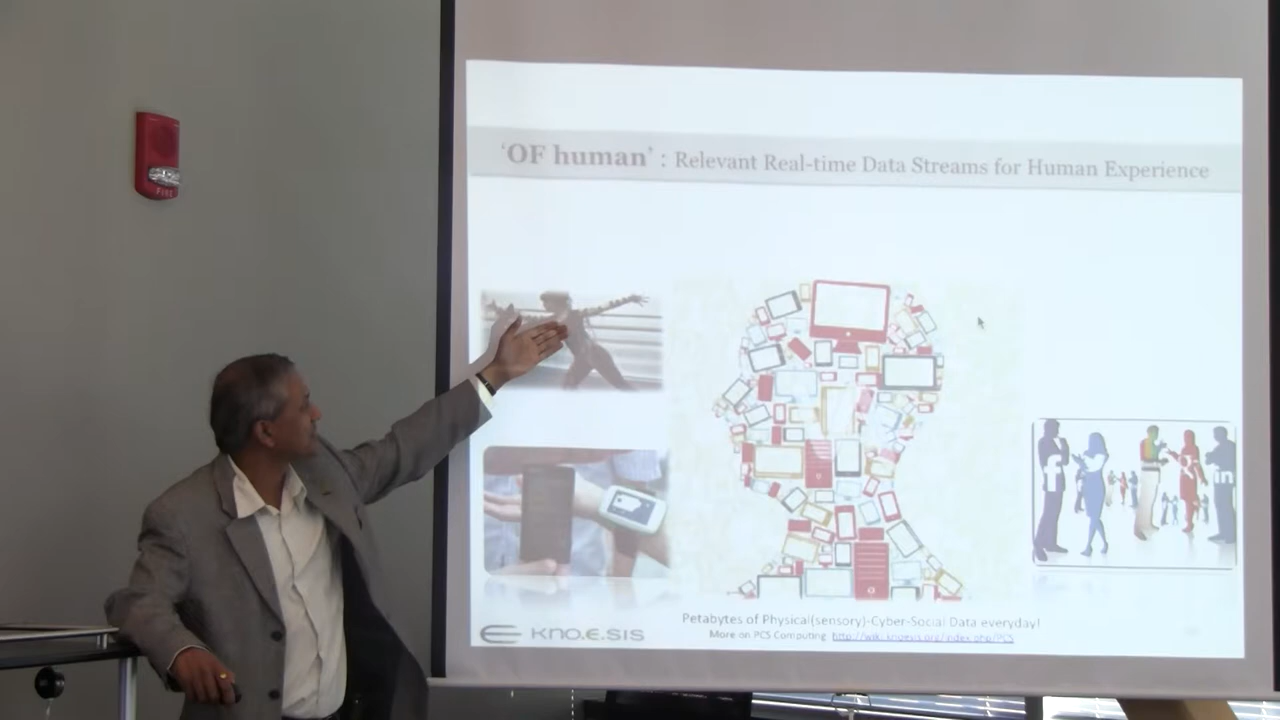 FIRE
'OF human' : Relevant Real-time Data Streams for Human Experience
f
in
Petabytes of Physical(sensory)-Cyber-Social Data everyday!
More on PCS Computing http://wiki.knoesis.org/index.php/PCS
KNO.E.SIS